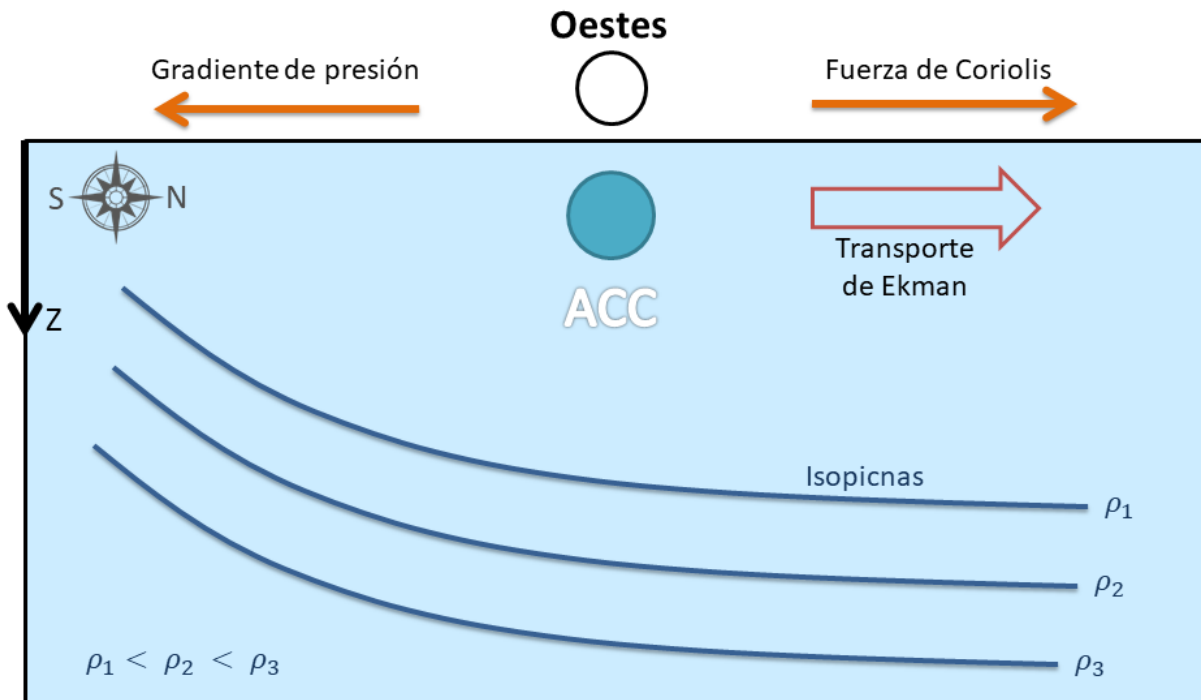 Oestes
Gradiente de presión
Fuerza de Coriolis
S
N
Z
ACC
Transporte
de Ekman
Isopicnas
ρ₁
ρ₂
ρ₃
ρ₁ < ρ₂ < ρ₃